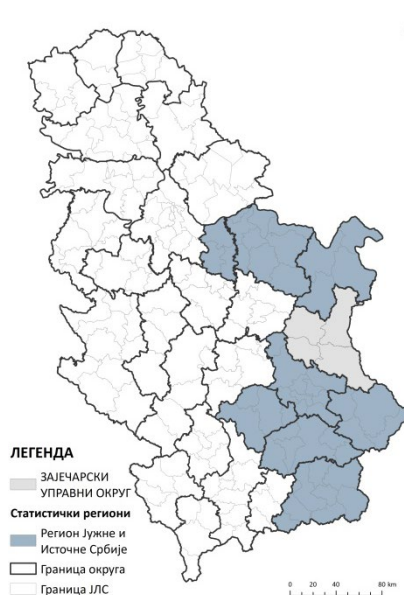 ЛЕГЕНДА
ЗАЈЕЧАРСКИ
УПРАВНИ ОКРУГ
Статистички региони
Регион Јужне и
Источне Србије
Граница округа
Граница ЈЛС
0 20 40 80 km